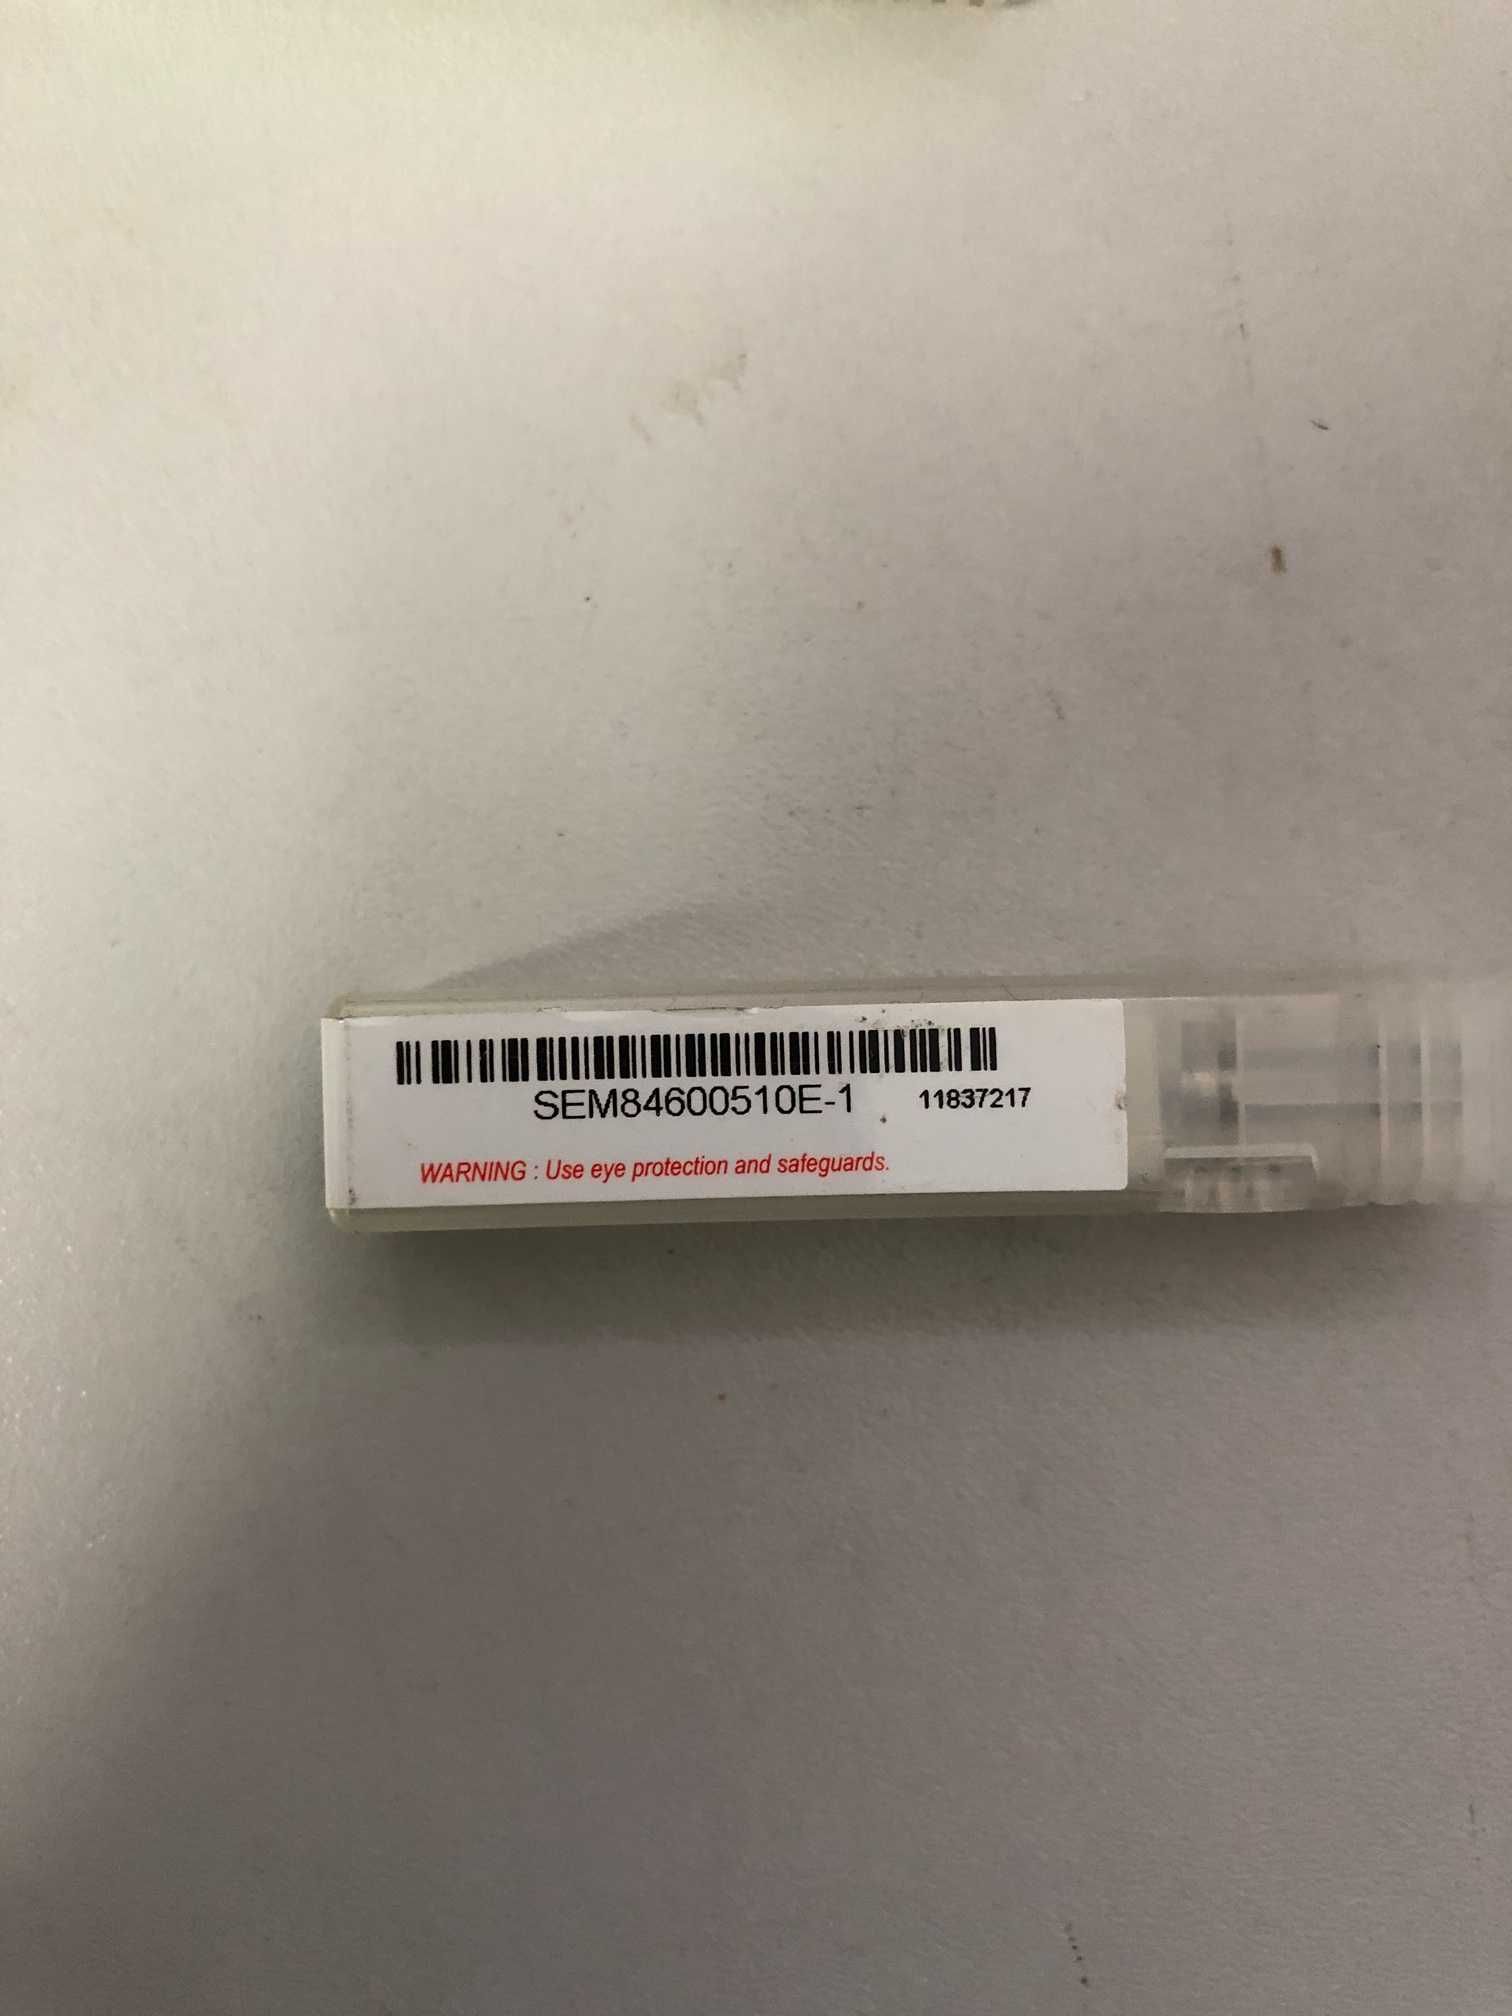 SEM84600510E-1 11837217
WARNING : Use eye protection and safeguards.